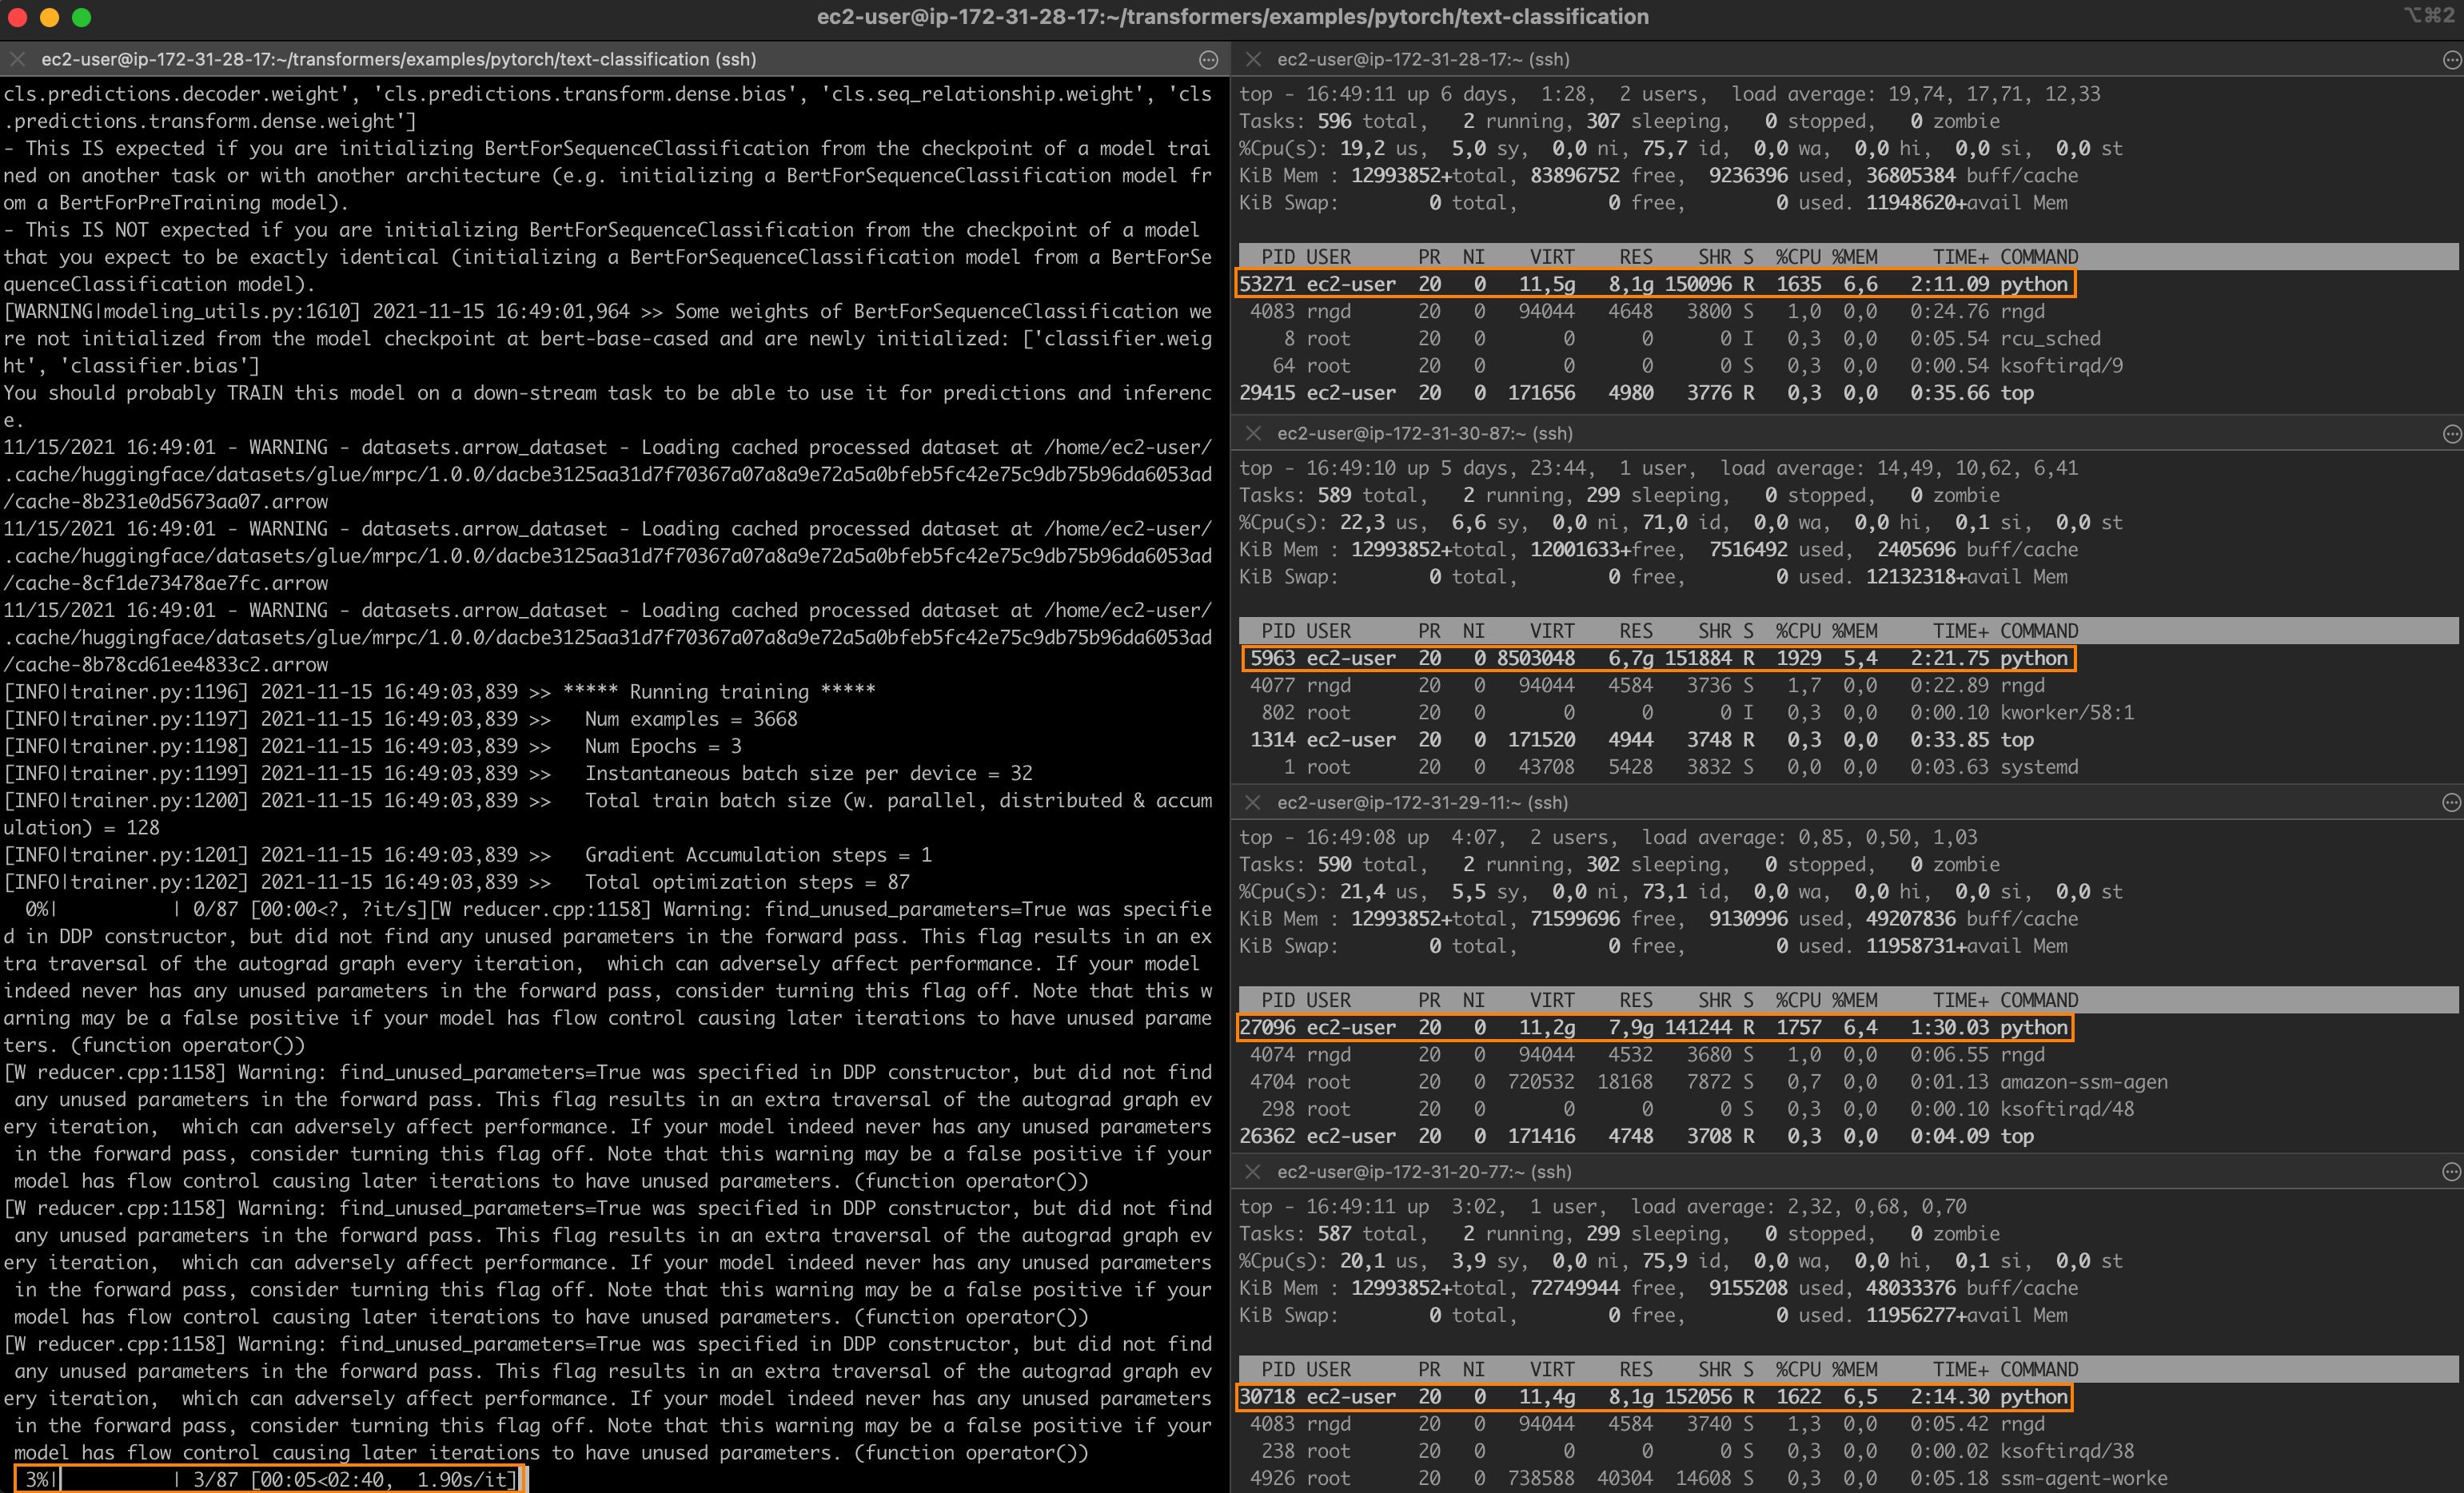 ec2-user@ip-172-31-28-17:~/transformers/examples/pytorch/text-classification
⌥⌘2
ec2-user@ip-172-31-28-17:~/transformers/examples/pytorch/text-classification (ssh)
cls.predictions.decoder.weight', 'cls.predictions.transform.dense.bias', 'cls.seq_relationship.weight', 'cls
.predictions.transform.dense.weight']
- This IS expected if you are initializing BertForSequenceClassification from the checkpoint of a model trai
ned on another task or with another architecture (e.g. initializing a BertForSequenceClassification model fr
om a BertForPreTraining model).
- This IS NOT expected if you are initializing BertForSequenceClassification from the checkpoint of a model
that you expect to be exactly identical (initializing a BertForSequenceClassification model from a BertForSe
quenceClassification model).
[WARNING|modeling_utils.py:1610] 2021-11-15 16:49:01,964 >> Some weights of BertForSequenceClassification we
re not initialized from the model checkpoint at bert-base-cased and are newly initialized: ['classifier.weig
ht', 'classifier.bias']
You should probably TRAIN this model on a down-stream task to be able to use it for predictions and inferenc
e.
11/15/2021 16:49:01 - WARNING - datasets.arrow_dataset - Loading cached processed dataset at /home/ec2-user/
.cache/huggingface/datasets/glue/mrpc/1.0.0/dacbe3125aa31d7f70367a07a8a9e72a5a0bfeb5fc42e75c9db75b96da6053ad
/cache-8b231e0d5673aa07.arrow
11/15/2021 16:49:01 - WARNING - datasets.arrow_dataset - Loading cached processed dataset at /home/ec2-user/
.cache/huggingface/datasets/glue/mrpc/1.0.0/dacbe3125aa31d7f70367a07a8a9e72a5a0bfeb5fc42e75c9db75b96da6053ad
/cache-8cf1de73478ae7fc.arrow
11/15/2021 16:49:01 - WARNING - datasets.arrow_dataset - Loading cached processed dataset at /home/ec2-user/
.cache/huggingface/datasets/glue/mrpc/1.0.0/dacbe3125aa31d7f70367a07a8a9e72a5a0bfeb5fc42e75c9db75b96da6053ad
/cache-8b78cd61ee4833c2.arrow
[INFO|trainer.py:1196] 2021-11-15 16:49:03,839 >> ***** Running training *****
[INFO|trainer.py:1197] 2021-11-15 16:49:03,839 >>   Num examples = 3668
[INFO|trainer.py:1198] 2021-11-15 16:49:03,839 >>   Num Epochs = 3
[INFO|trainer.py:1199] 2021-11-15 16:49:03,839 >>   Instantaneous batch size per device = 32
[INFO|trainer.py:1200] 2021-11-15 16:49:03,839 >>   Total train batch size (w. parallel, distributed & accum
ulation) = 128
[INFO|trainer.py:1201] 2021-11-15 16:49:03,839 >>   Gradient Accumulation steps = 1
[INFO|trainer.py:1202] 2021-11-15 16:49:03,839 >>   Total optimization steps = 87
  0%|          | 0/87 [00:00<?, ?it/s][W reducer.cpp:1158] Warning: find_unused_parameters=True was specifie
d in DDP constructor, but did not find any unused parameters in the forward pass. This flag results in an ex
tra traversal of the autograd graph every iteration,  which can adversely affect performance. If your model
indeed never has any unused parameters in the forward pass, consider turning this flag off. Note that this w
arning may be a false positive if your model has flow control causing later iterations to have unused parame
ters. (function operator())
[W reducer.cpp:1158] Warning: find_unused_parameters=True was specified in DDP constructor, but did not find
 any unused parameters in the forward pass. This flag results in an extra traversal of the autograd graph ev
ery iteration,  which can adversely affect performance. If your model indeed never has any unused parameters
 in the forward pass, consider turning this flag off. Note that this warning may be a false positive if your
 model has flow control causing later iterations to have unused parameters. (function operator())
[W reducer.cpp:1158] Warning: find_unused_parameters=True was specified in DDP constructor, but did not find
 any unused parameters in the forward pass. This flag results in an extra traversal of the autograd graph ev
ery iteration,  which can adversely affect performance. If your model indeed never has any unused parameters
 in the forward pass, consider turning this flag off. Note that this warning may be a false positive if your
 model has flow control causing later iterations to have unused parameters. (function operator())
[W reducer.cpp:1158] Warning: find_unused_parameters=True was specified in DDP constructor, but did not find
 any unused parameters in the forward pass. This flag results in an extra traversal of the autograd graph ev
ery iteration,  which can adversely affect performance. If your model indeed never has any unused parameters
 in the forward pass, consider turning this flag off. Note that this warning may be a false positive if your
 model has flow control causing later iterations to have unused parameters. (function operator())
  3%|          | 3/87 [00:05<02:40,  1.90s/it]
ec2-user@ip-172-31-28-17:~ (ssh)
top - 16:49:11 up 6 days,  1:28,  2 users,  load average: 19,74, 17,71, 12,33
Tasks: 596 total,   2 running, 307 sleeping,   0 stopped,   0 zombie
%Cpu(s): 19,2 us,  5,0 sy,  0,0 ni, 75,7 id,  0,0 wa,  0,0 hi,  0,0 si,  0,0 st
KiB Mem : 12993852+total, 83896752 free,  9236396 used, 36805384 buff/cache
KiB Swap:        0 total,        0 free,        0 used. 11948620+avail Mem
  PID USER      PR  NI    VIRT    RES    SHR S  %CPU %MEM     TIME+ COMMAND
53271 ec2-user  20   0   11,5g   8,1g 150096 R  1635  6,6   2:11.09 python
 4083 rngd      20   0   94044   4648   3800 S   1,0  0,0   0:24.76 rngd
    8 root      20   0       0      0      0 I   0,3  0,0   0:05.54 rcu_sched
   64 root      20   0       0      0      0 S   0,3  0,0   0:00.54 ksoftirqd/9
29415 ec2-user  20   0  171656   4980   3776 R   0,3  0,0   0:35.66 top
ec2-user@ip-172-31-30-87:~ (ssh)
top - 16:49:10 up 5 days, 23:44,  1 user,  load average: 14,49, 10,62, 6,41
Tasks: 589 total,   2 running, 299 sleeping,   0 stopped,   0 zombie
%Cpu(s): 22,3 us,  6,6 sy,  0,0 ni, 71,0 id,  0,0 wa,  0,0 hi,  0,1 si,  0,0 st
KiB Mem : 12993852+total, 12001633+free,  7516492 used,  2405696 buff/cache
KiB Swap:        0 total,        0 free,        0 used. 12132318+avail Mem
  PID USER      PR  NI    VIRT    RES    SHR S  %CPU %MEM     TIME+ COMMAND
 5963 ec2-user  20   0 8503048   6,7g 151884 R  1929  5,4   2:21.75 python
 4077 rngd      20   0   94044   4584   3736 S   1,7  0,0   0:22.89 rngd
  802 root      20   0       0      0      0 I   0,3  0,0   0:00.10 kworker/58:1
 1314 ec2-user  20   0  171520   4944   3748 R   0,3  0,0   0:33.85 top
    1 root      20   0   43708   5428   3832 S   0,0  0,0   0:03.63 systemd
ec2-user@ip-172-31-29-11:~ (ssh)
top - 16:49:08 up  4:07,  2 users,  load average: 0,85, 0,50, 1,03
Tasks: 590 total,   2 running, 302 sleeping,   0 stopped,   0 zombie
%Cpu(s): 21,4 us,  5,5 sy,  0,0 ni, 73,1 id,  0,0 wa,  0,0 hi,  0,0 si,  0,0 st
KiB Mem : 12993852+total, 71599696 free,  9130996 used, 49207836 buff/cache
KiB Swap:        0 total,        0 free,        0 used. 11958731+avail Mem
  PID USER      PR  NI    VIRT    RES    SHR S  %CPU %MEM     TIME+ COMMAND
27096 ec2-user  20   0   11,2g   7,9g 141244 R  1757  6,4   1:30.03 python
 4074 rngd      20   0   94044   4532   3680 S   1,0  0,0   0:06.55 rngd
 4704 root      20   0  720532  18168   7872 S   0,7  0,0   0:01.13 amazon-ssm-agen
  298 root      20   0       0      0      0 S   0,3  0,0   0:00.10 ksoftirqd/48
26362 ec2-user  20   0  171416   4748   3708 R   0,3  0,0   0:04.09 top
ec2-user@ip-172-31-20-77:~ (ssh)
top - 16:49:11 up  3:02,  1 user,  load average: 2,32, 0,68, 0,70
Tasks: 587 total,   2 running, 299 sleeping,   0 stopped,   0 zombie
%Cpu(s): 20,1 us,  3,9 sy,  0,0 ni, 75,9 id,  0,0 wa,  0,0 hi,  0,1 si,  0,0 st
KiB Mem : 12993852+total, 72749944 free,  9155208 used, 48033376 buff/cache
KiB Swap:        0 total,        0 free,        0 used. 11956277+avail Mem
  PID USER      PR  NI    VIRT    RES    SHR S  %CPU %MEM     TIME+ COMMAND
30718 ec2-user  20   0   11,4g   8,1g 152056 R  1622  6,5   2:14.30 python
 4083 rngd      20   0   94044   4584   3740 S   1,3  0,0   0:05.42 rngd
  238 root      20   0       0      0      0 S   0,3  0,0   0:00.02 ksoftirqd/38
 4926 root      20   0  738588  40304  14608 S   0,3  0,0   0:05.18 ssm-agent-worke